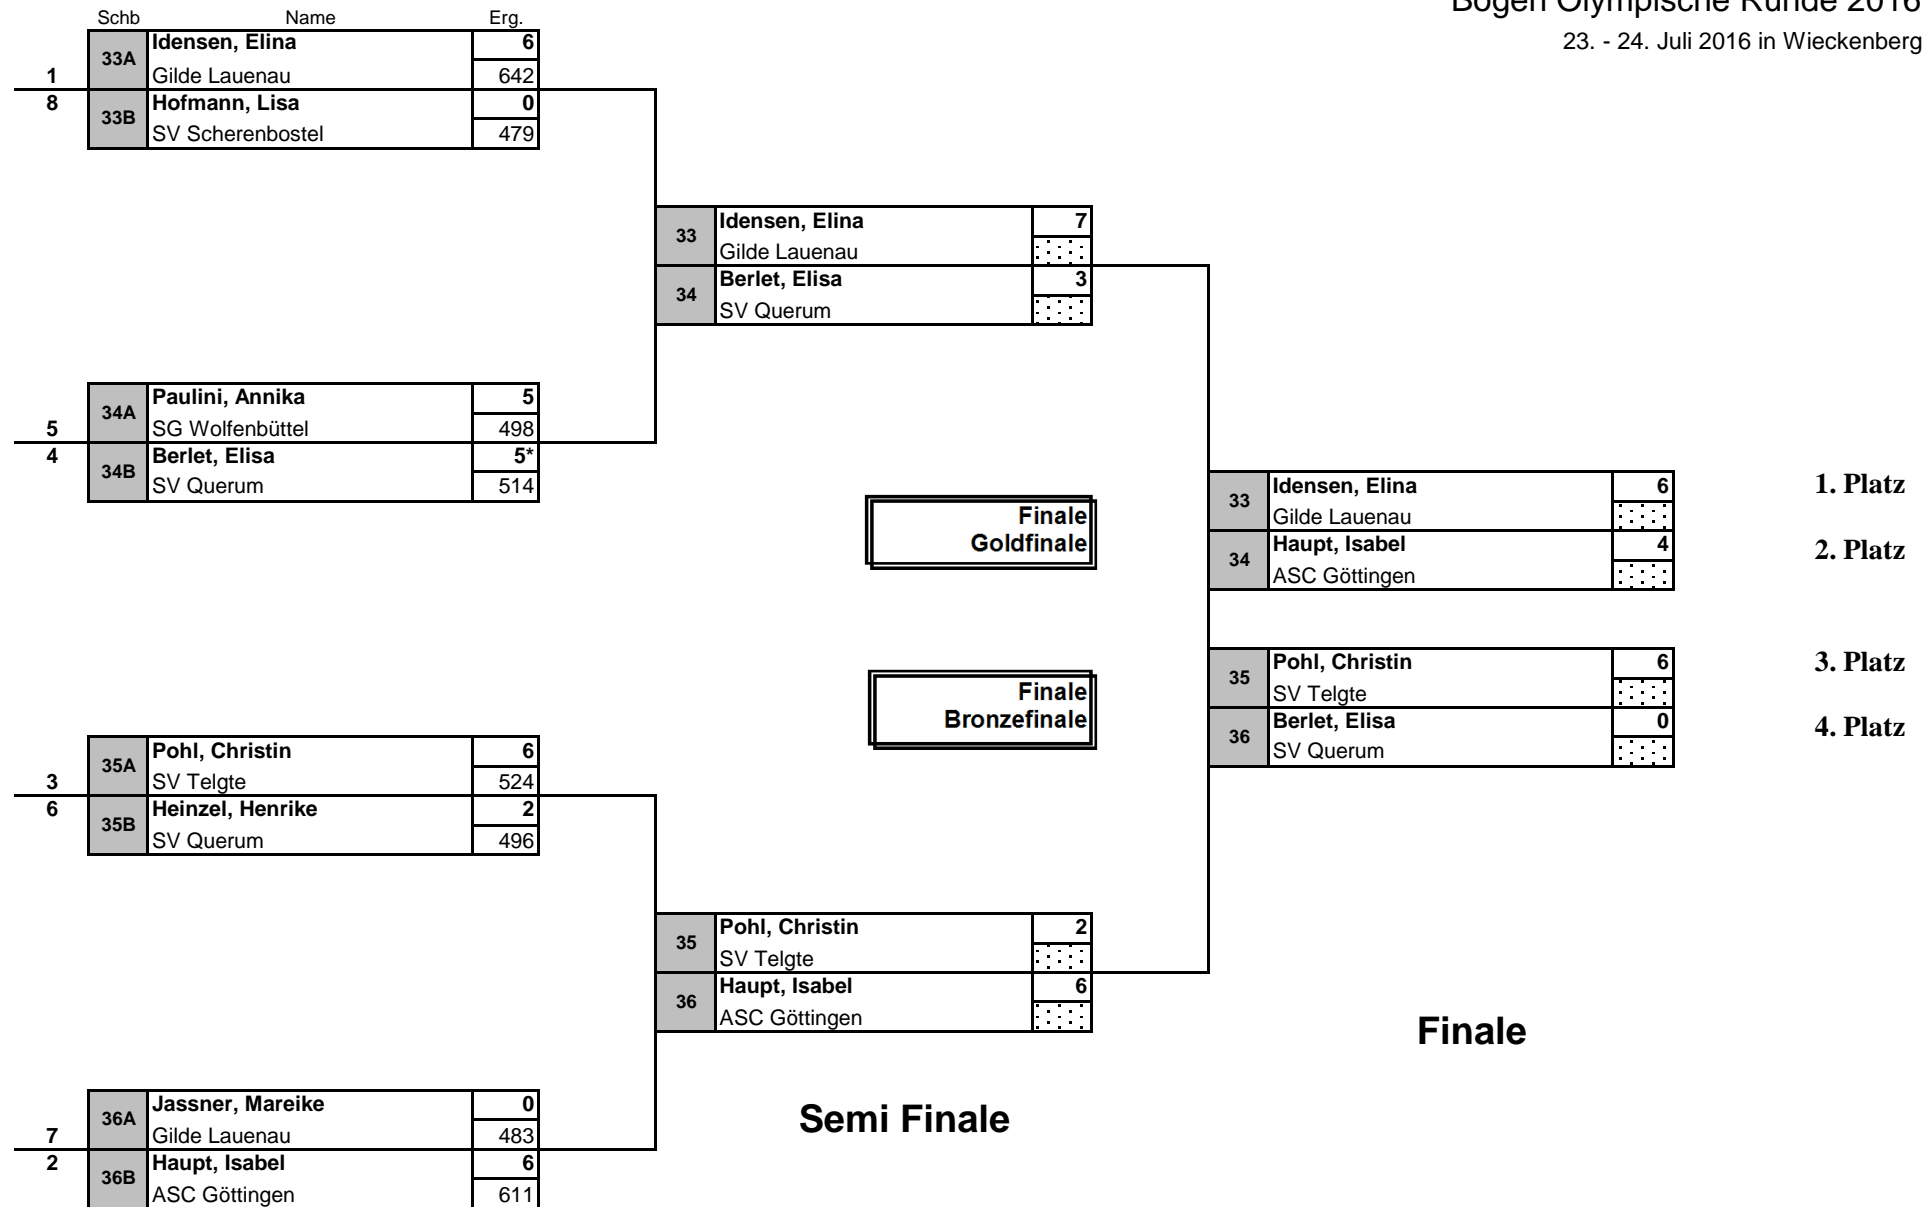 Bogen Olympische Runde 2016
23. - 24. Juli 2016 in Wieckenberg
Schb Name Erg.
33A Idensen, Elina 6
1 Gilde Lauenau 642
8 33B Hofmann, Lisa 0
SV Scherenbostel 479
33 Idensen, Elina 7
Gilde Lauenau
34 Berlet, Elisa 3
SV Querum
34A Paulini, Annika 5
5 SG Wolfenbüttel 498
4 34B Berlet, Elisa 5*
SV Querum 514
Finale
Goldfinale
33 Idensen, Elina 6 1. Platz
Gilde Lauenau
34 Haupt, Isabel 4 2. Platz
ASC Göttingen
Finale
Bronzefinale
35 Pohl, Christin 6 3. Platz
SV Telgte
36 Berlet, Elisa 0 4. Platz
SV Querum
35A Pohl, Christin 6
3 SV Telgte 524
6 35B Heinzel, Henrike 2
SV Querum 496
35 Pohl, Christin 2
SV Telgte
36 Haupt, Isabel 6
ASC Göttingen
Finale
Semi Finale
36A Jassner, Mareike 0
7 Gilde Lauenau 483
2 36B Haupt, Isabel 6
ASC Göttingen 611